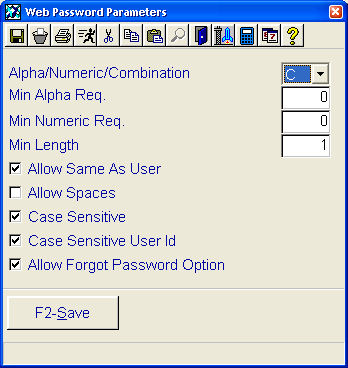 Web Password Parameters
Alpha/Numeric/Combination C
Min Alpha Req. 0
Min Numeric Req. 0
Min Length 1
Allow Same As User
Allow Spaces
Case Sensitive
Case Sensitive User Id
Allow Forgot Password Option
F2-Save